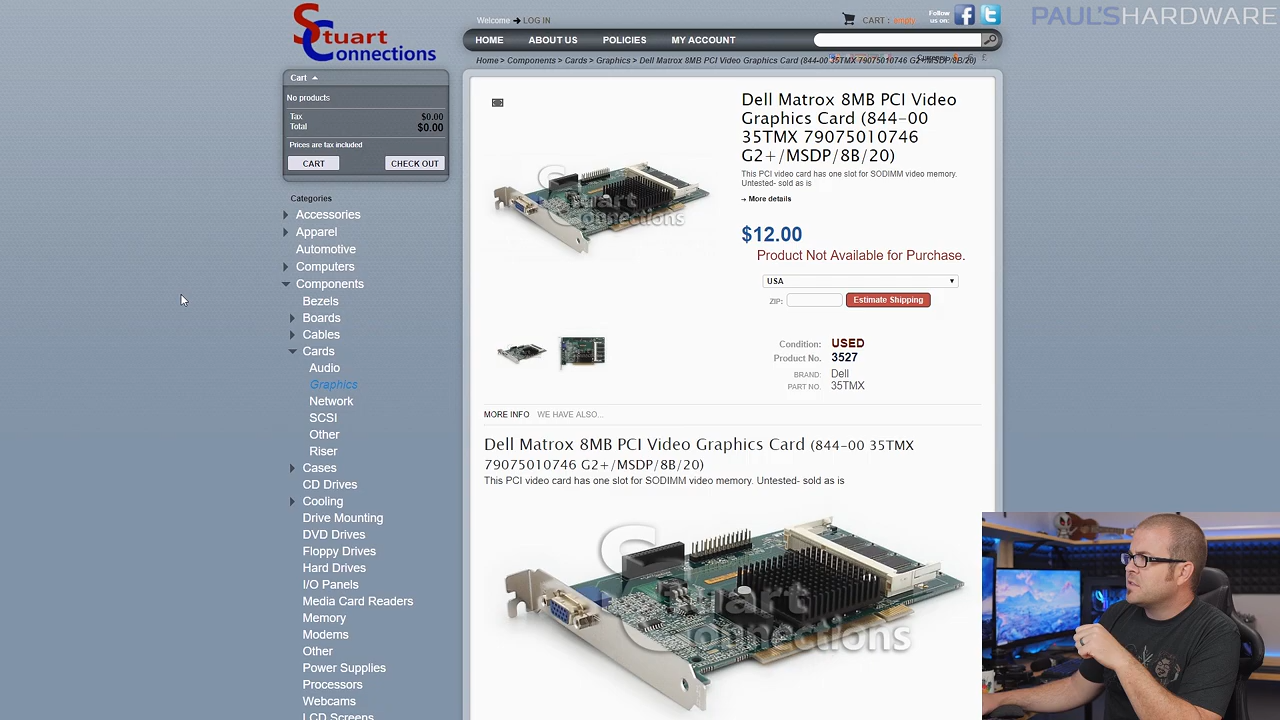 PAUL'SHARDWARE
Stuart
Connections
Welcome LOG IN
CART : empty
Follow
us on:
HOME ABOUT US POLICIES MY ACCOUNT
Home > Components > Cards > Graphics > Dell Matrox 8MB PCI Video Graphics Card (844-00 35TMX 79075010746 G2+/MSDP/8B/20)
Currency
Cart
No products
Tax $0.00
Total $0.00
Prices are tax included
CART CHECK OUT
Categories
Accessories
Apparel
Automotive
Computers
Components
Bezels
Boards
Cables
Cards
Audio
Graphics
Network
SCSI
Other
Riser
Cases
CD Drives
Cooling
Drive Mounting
DVD Drives
Floppy Drives
Hard Drives
I/O Panels
Media Card Readers
Memory
Modems
Other
Power Supplies
Processors
Webcams
LCD Screens
Stuart
Connections
Dell Matrox 8MB PCI Video
Graphics Card (844-00
35TMX 79075010746
G2+/MSDP/8B/20)
This PCI video card has one slot for SODIMM video memory.
Untested- sold as is
More details
$12.00
Product Not Available for Purchase.
USA
ZIP: Estimate Shipping
Condition: USED
Product No. 3527
BRAND: Dell
PART NO. 35TMX
MORE INFO WE HAVE ALSO...
Dell Matrox 8MB PCI Video Graphics Card (844-00 35TMX
79075010746 G2+/MSDP/8B/20)
This PCI video card has one slot for SODIMM video memory. Untested- sold as is
Stuart
Connections